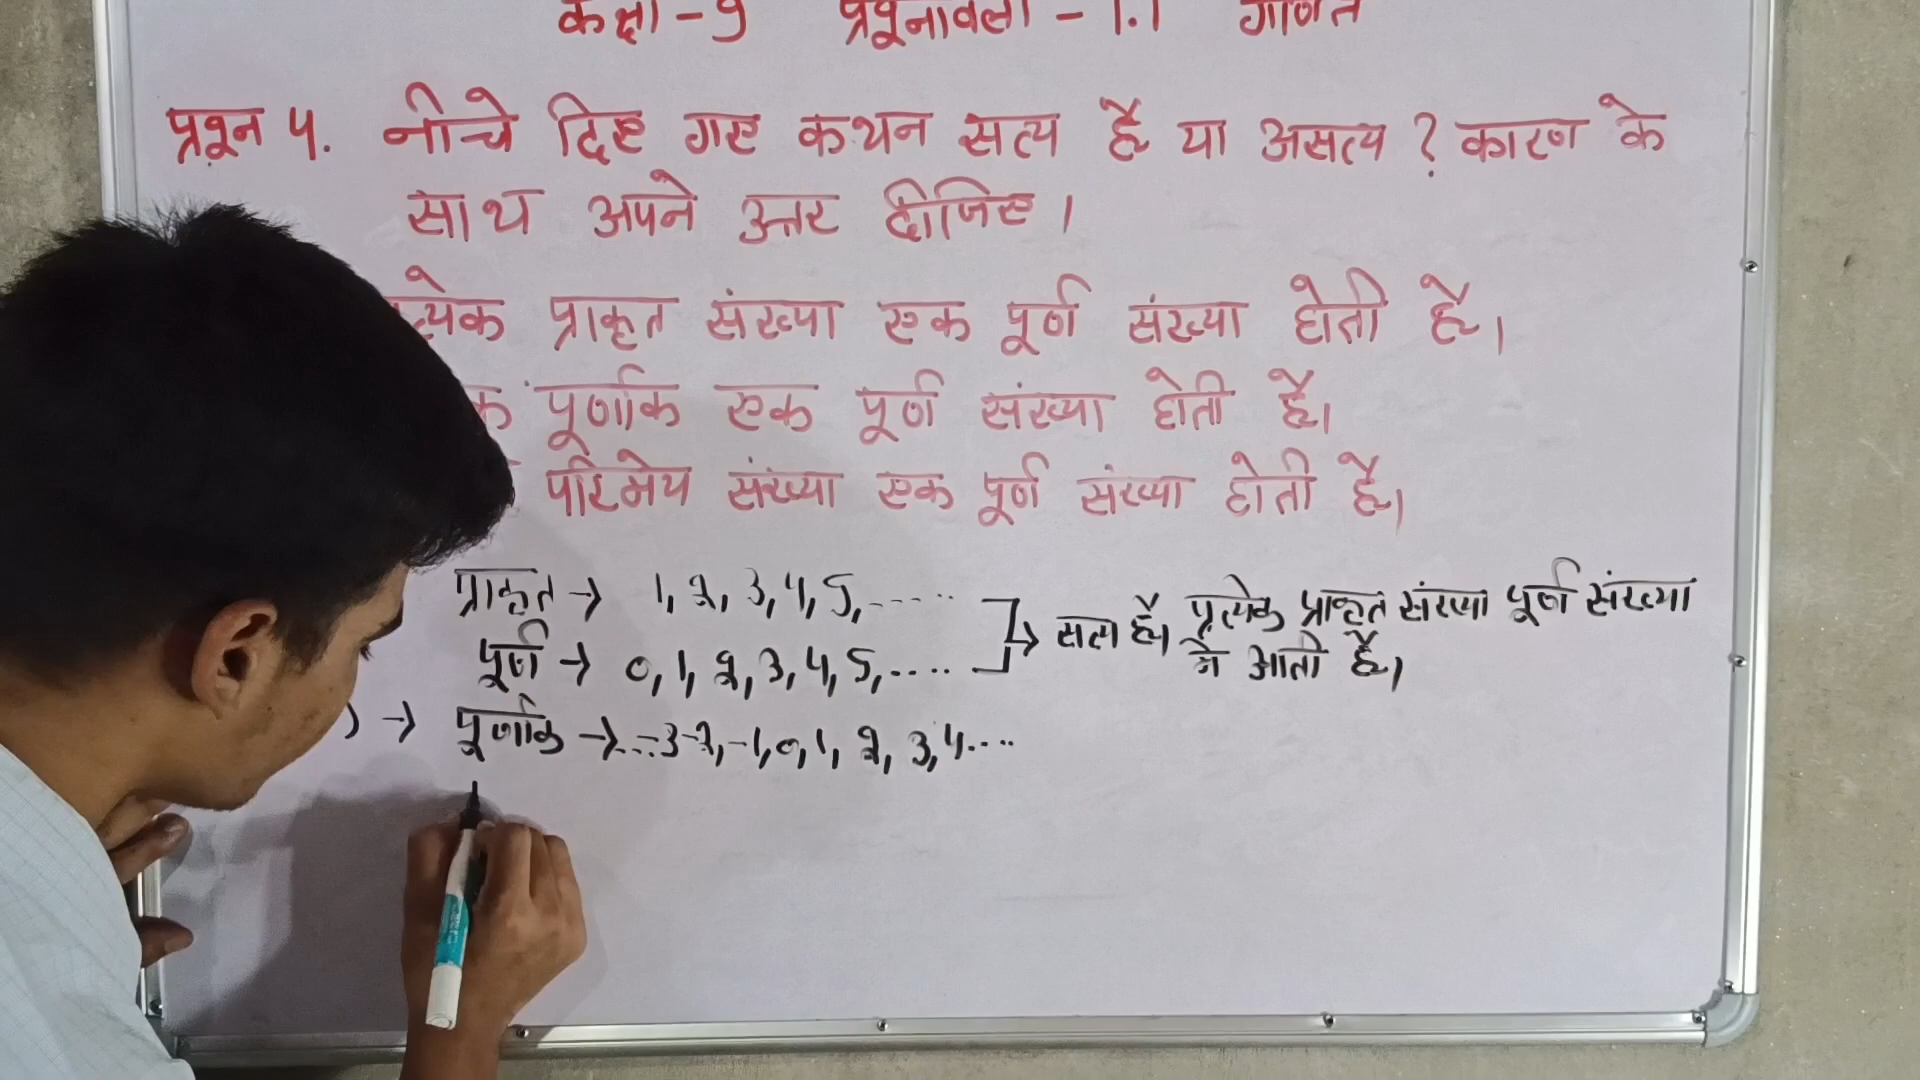 कक्षा - 9 प्रश्नावली - 1.1 गणित
प्रश्न 4. नीचे दिए गए कथन सत्य है या असत्य ? कारण के
साथ अपने उत्तर दीजिए।
प्राकृत संख्या एक पूर्ण संख्या होती है।
पूर्णांक एक पूर्ण संख्या होती है।
परिमेय संख्या एक पूर्ण संख्या होती है।
प्राकृत → 1, 2, 3, 4, 5, ..... → सत्य है। प्रत्येक प्राकृत संख्या पूर्ण संख्या
पूर्ण → 0, 1, 2, 3, 4, 5, ..... में आती है।
) → पूर्णांक → ... -3 -2, -1, 0, 1, 2, 3, 4 ....